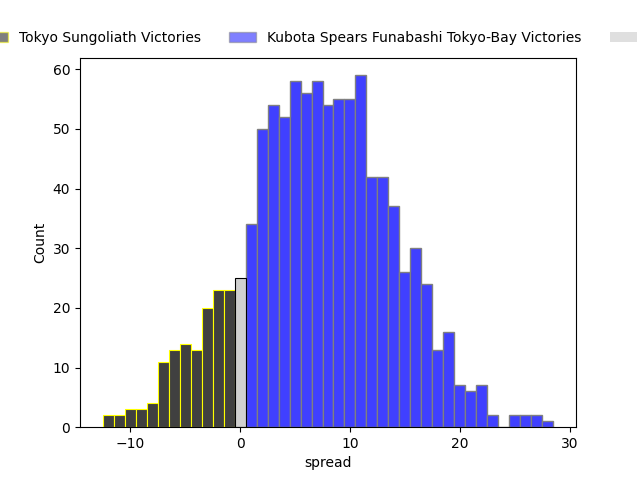 Tokyo Sungoliath Victories Kubota Spears Funabashi Tokyo-Bay Victories
60
50
40
30
20
10
0
Count
−10 0 10 20 30
spread